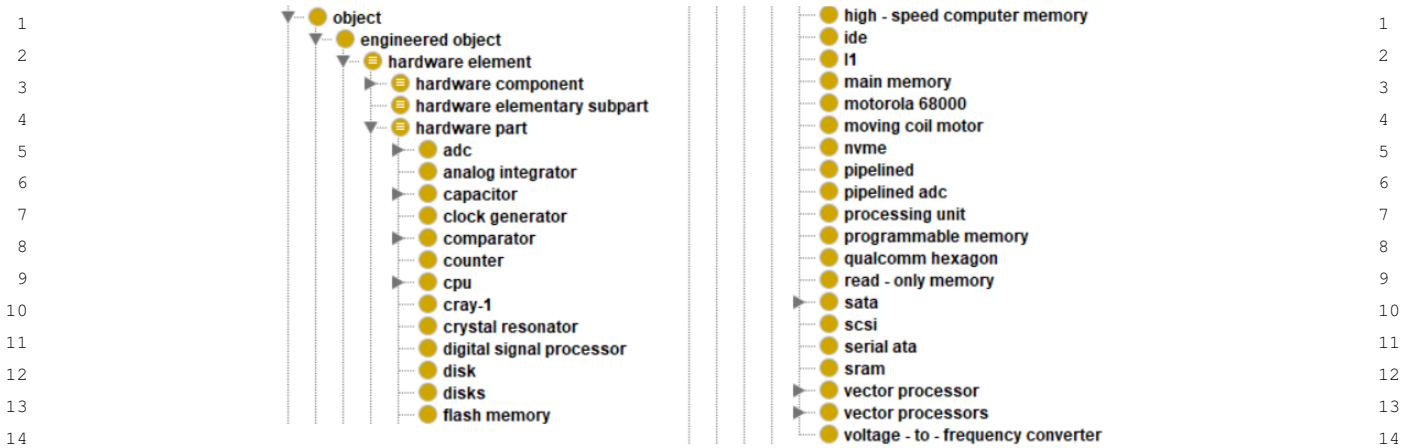 1
2
3
4
5
6
7
8
9
10
11
12
13
14
object
engineered object
hardware element
hardware component
hardware elementary subpart
hardware part
adc
analog integrator
capacitor
clock generator
comparator
counter
cpu
cray-1
crystal resonator
digital signal processor
disk
disks
flash memory
high - speed computer memory
ide
l1
main memory
motorola 68000
moving coil motor
nvme
pipelined
pipelined adc
processing unit
programmable memory
qualcomm hexagon
read - only memory
sata
scsi
serial ata
sram
vector processor
vector processors
voltage - to - frequency converter
1
2
3
4
5
6
7
8
9
10
11
12
13
14